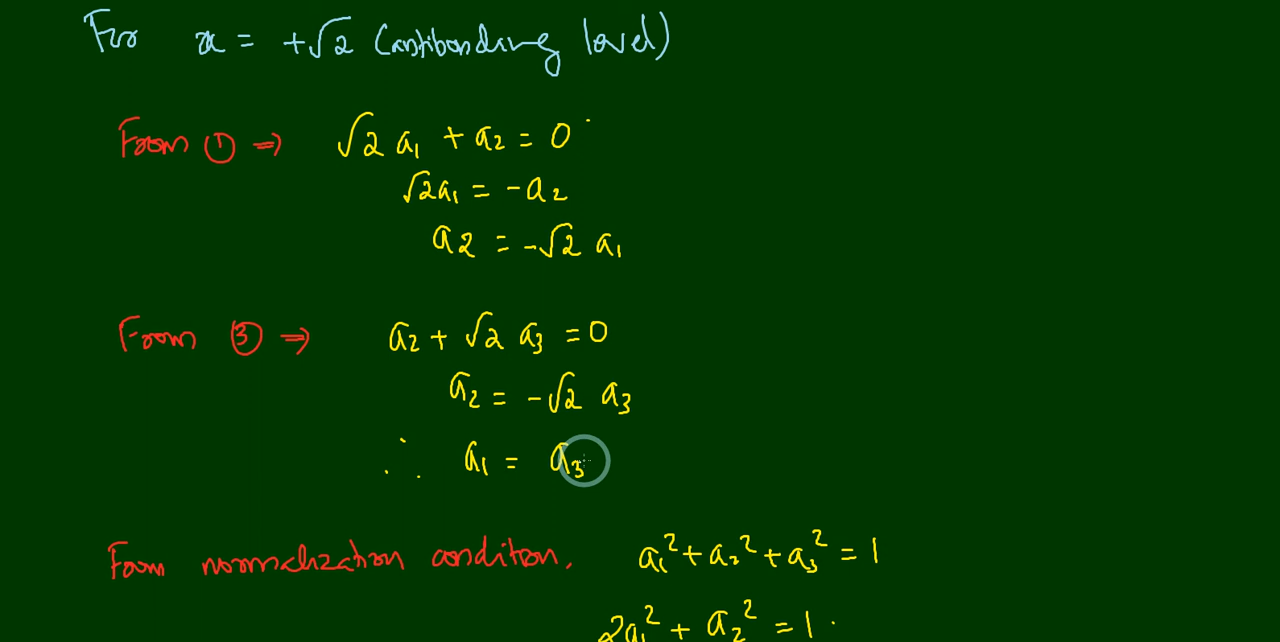 For x = +√2 (antibonding level)
From ① ⇒ √2 a₁ + a₂ = 0
√2a₁ = -a₂
a2 = -√2 a₁
From ③ ⇒ a₂ + √2 a₃ = 0
a₂ = -√2 a₃
∴ a₁ = a₃
From normalization condition, a₁² + a₂² + a₃² = 1
2a₁² + a₂² = 1.